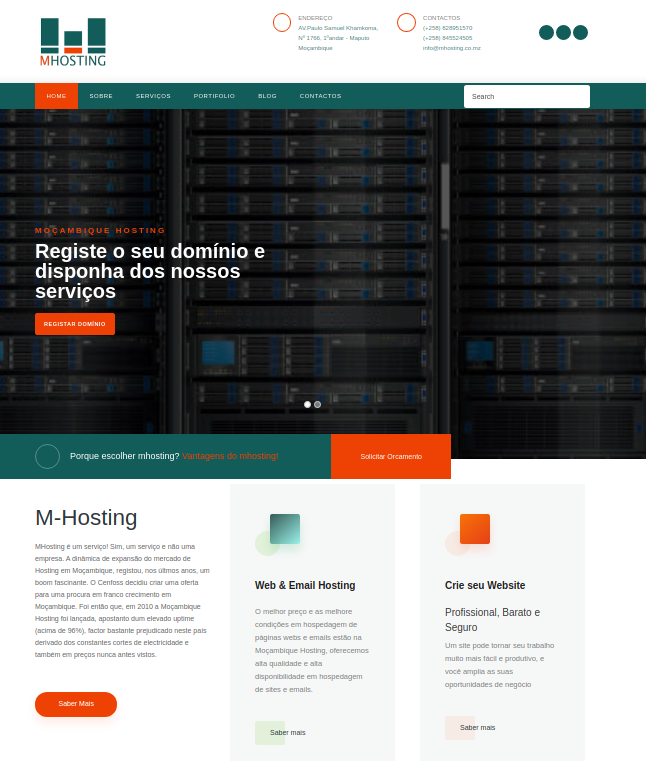 MHOSTING
ENDEREÇO
AV.Paulo Samuel Khamkoma,
Nº 1766, 1ºandar - Maputo
Moçambique
CONTACTOS
(+258) 828951570
(+258) 845524505
info@mhosting.co.mz
HOME
SOBRE
SERVIÇOS
PORTIFOLIO
BLOG
CONTACTOS
Search
MOÇAMBIQUE HOSTING
Registe o seu domínio e
disponha dos nossos
serviços
REGISTAR DOMÍNIO
Porque escolher mhosting? Vantagens do mhosting!
Solicitar Orcamento
M-Hosting
MHosting é um serviço! Sim, um serviço e não uma
empresa. A dinâmica de expansão do mercado de
Hosting em Moçambique, registou, nos últmos anos, um
boom fascinante. O Cenfoss decidiu criar uma oferta
para uma procura em franco crescimento em
Moçambique. Foi então que, em 2010 a Moçambique
Hosting foi lançada, apostanto dum elevado uptime
(acima de 96%), factor bastante prejudicado neste país
derivado dos constantes cortes de electricidade e
também em preços nunca antes vistos.
Saber Mais
Web & Email Hosting
O melhor preço e as melhore
condições em hospedagem de
páginas webs e emails estão na
Moçambique Hosting, oferecemos
alta qualidade e alta
disponibilidade em hospedagem
de sites e emails.
Saber mais
Crie seu Website
Profissional, Barato e
Seguro
Um site pode tornar seu trabalho
muito mais fácil e produtivo, e
você amplia as suas
oportunidades de negócio
Saber mais